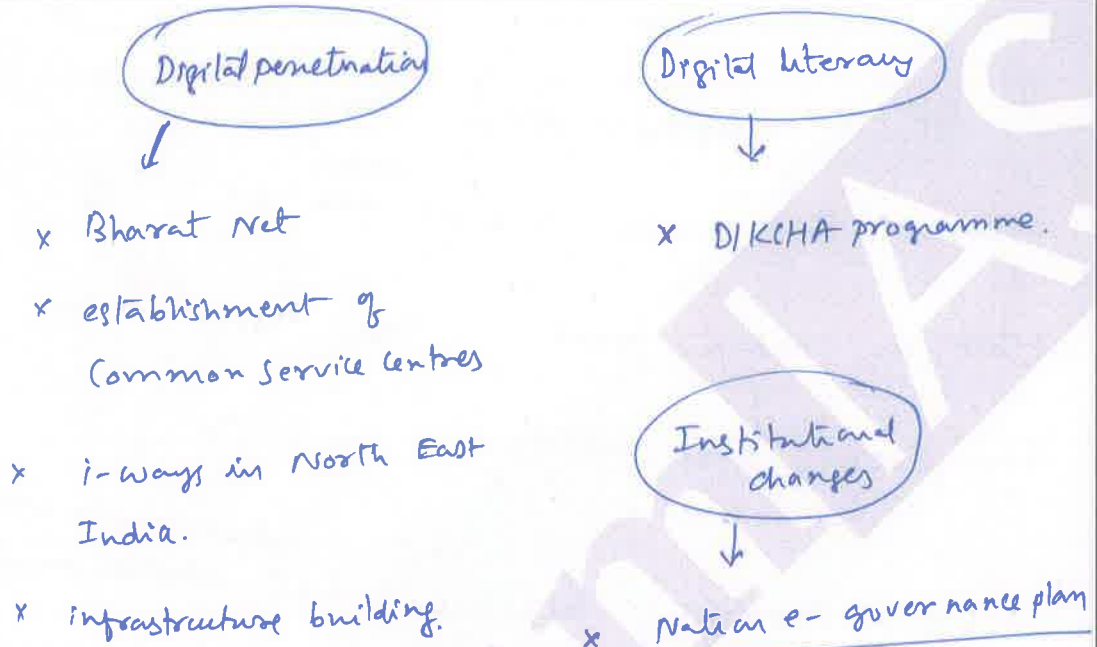 Digital penetration
x Bharat Net
x establishment of
Common Service Centres
x i-ways in North East
India.
x infrastructure building.
Digital literacy
x DIKCHA programme.
Institutional
changes
x Nation e-governance plan